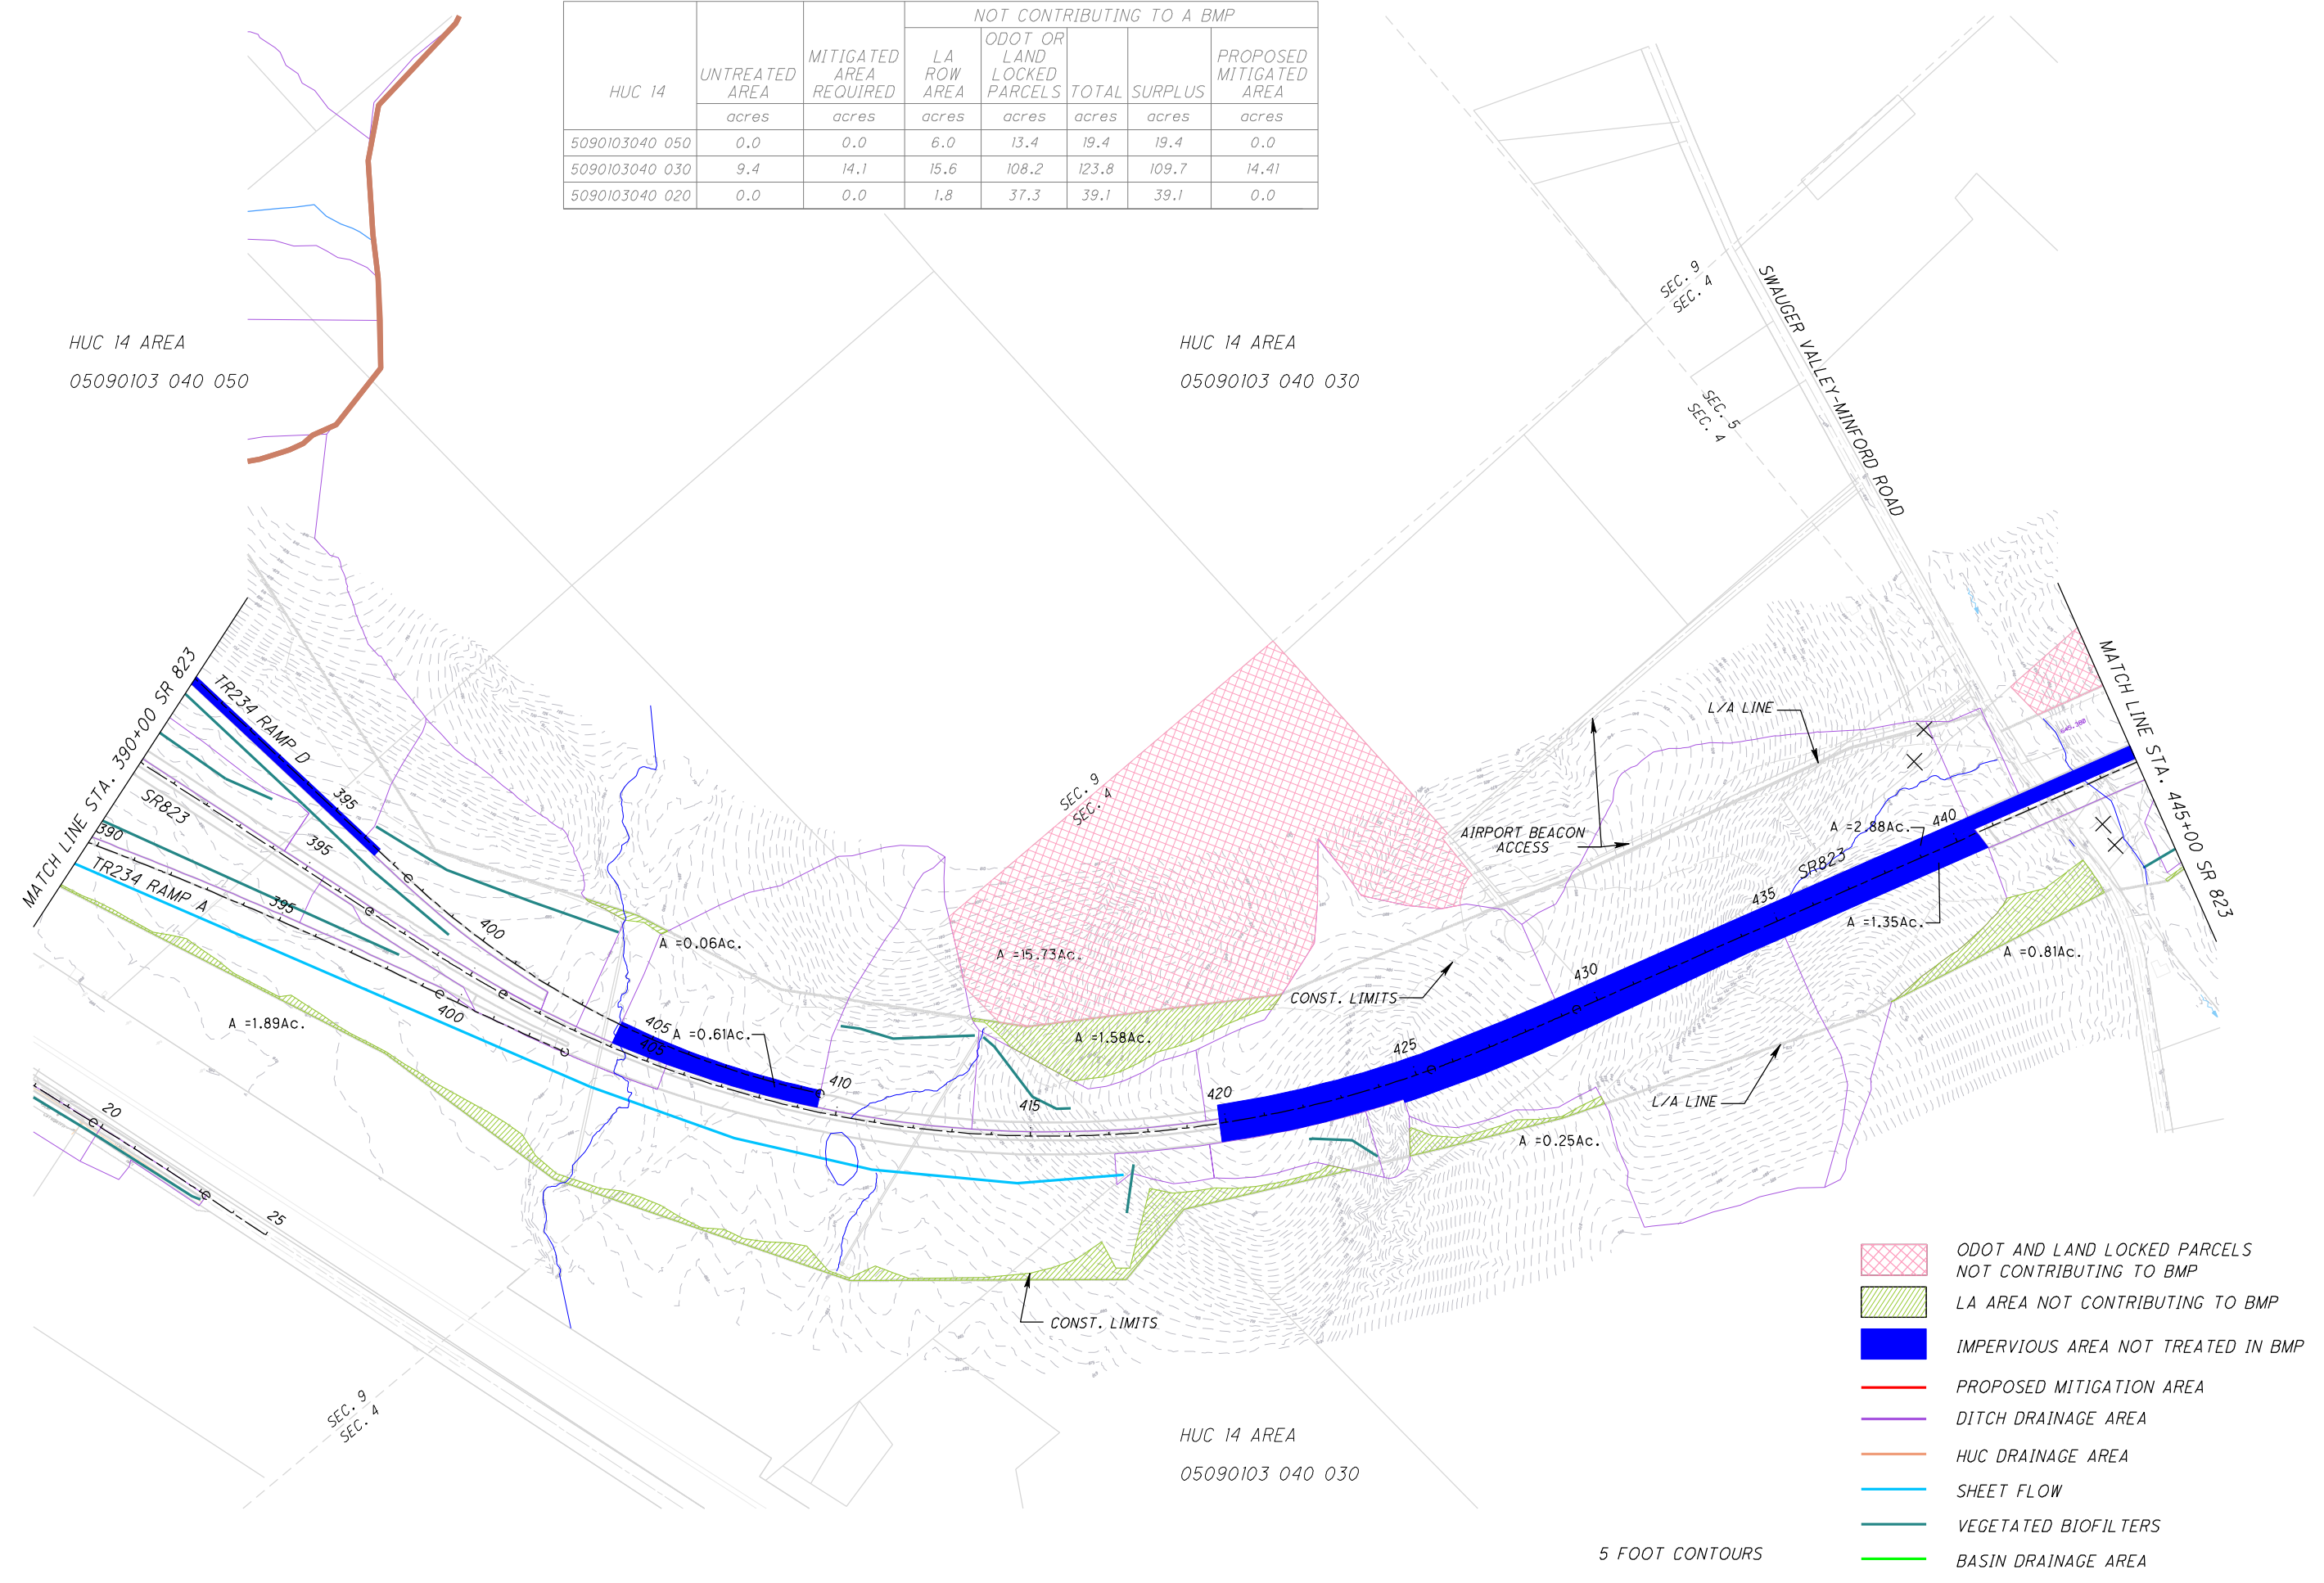 NOT CONTRIBUTING TO A BMP
HUC 14
UNTREATED AREA
MITIGATED AREA REQUIRED
LA ROW AREA
ODOT OR LAND LOCKED PARCELS
TOTAL
SURPLUS
PROPOSED MITIGATED AREA
acres acres acres acres acres acres acres
5090103040 050 0.0 0.0 6.0 13.4 19.4 19.4 0.0
5090103040 030 9.4 14.1 15.6 108.2 123.8 109.7 14.41
5090103040 020 0.0 0.0 1.8 37.3 39.1 39.1 0.0
HUC 14 AREA
05090103 040 050
HUC 14 AREA
05090103 040 030
SEC. 9
SEC. 4
SWAUGER VALLEY-MINFORD ROAD
SEC. 5
SEC. 4
MATCH LINE STA. 390+00 SR 823
TR234 RAMP D
395
SR823
390
395
TR234 RAMP A
395
400
400
A =1.89Ac.
20
25
405
405
A =0.06Ac.
A =0.61Ac.
410
SEC. 9
SEC. 4
A =15.73Ac.
A =1.58Ac.
415
420
425
CONST. LIMITS
AIRPORT BEACON
ACCESS
L/A LINE
430
435
SR823
440
A =2.88Ac.
A =1.35Ac.
A =0.81Ac.
A =0.25Ac.
L/A LINE
645.380
MATCH LINE STA. 445+00 SR 823
CONST. LIMITS
SEC. 9
SEC. 4
HUC 14 AREA
05090103 040 030
ODOT AND LAND LOCKED PARCELS
NOT CONTRIBUTING TO BMP
LA AREA NOT CONTRIBUTING TO BMP
IMPERVIOUS AREA NOT TREATED IN BMP
PROPOSED MITIGATION AREA
DITCH DRAINAGE AREA
HUC DRAINAGE AREA
SHEET FLOW
VEGETATED BIOFILTERS
BASIN DRAINAGE AREA
5 FOOT CONTOURS